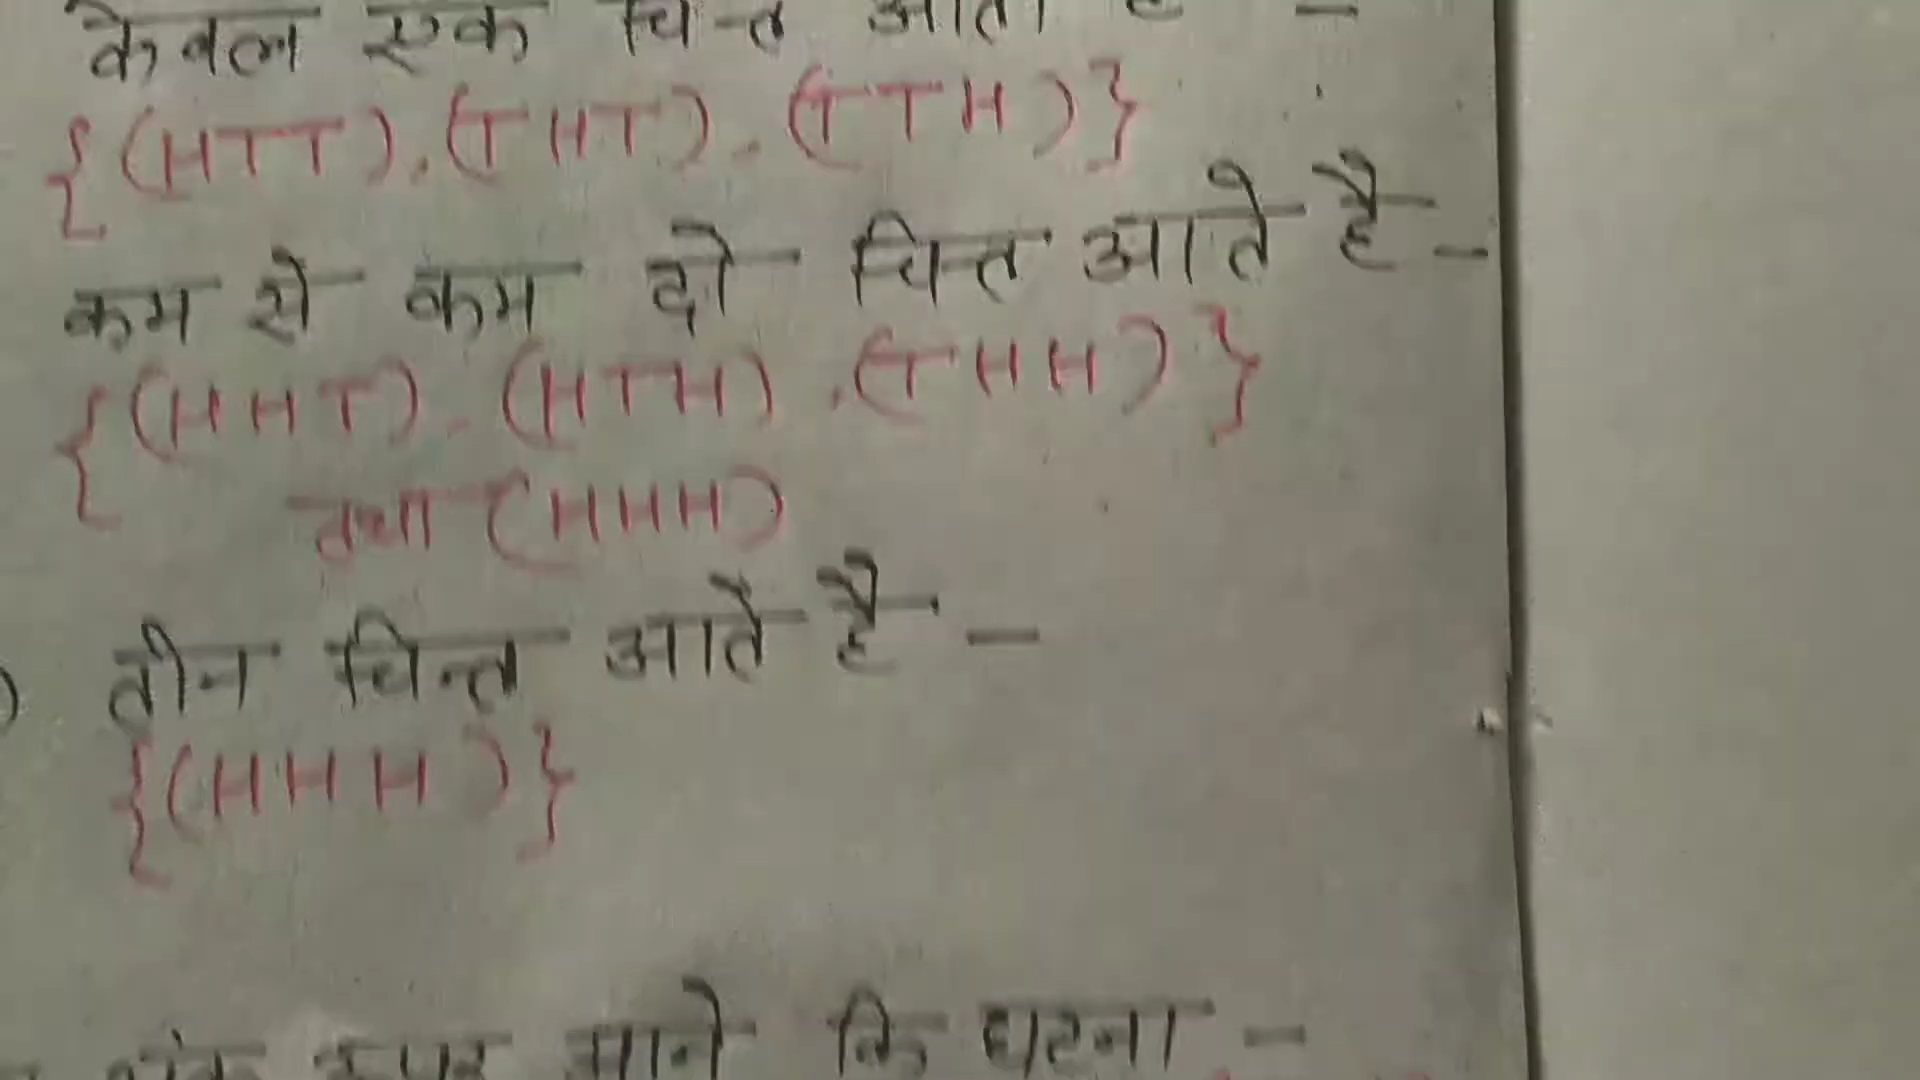 केवल एक चित्त आता है -
{(HTT), (THT), (TTH)}
कम से कम दो चित्त आते है -
{(HHT), (HTH), (THH)}
तथा (HHH)
) तीन चित्त आते है -
{(HHH)}
अंक ऊपर आने कि घटना -